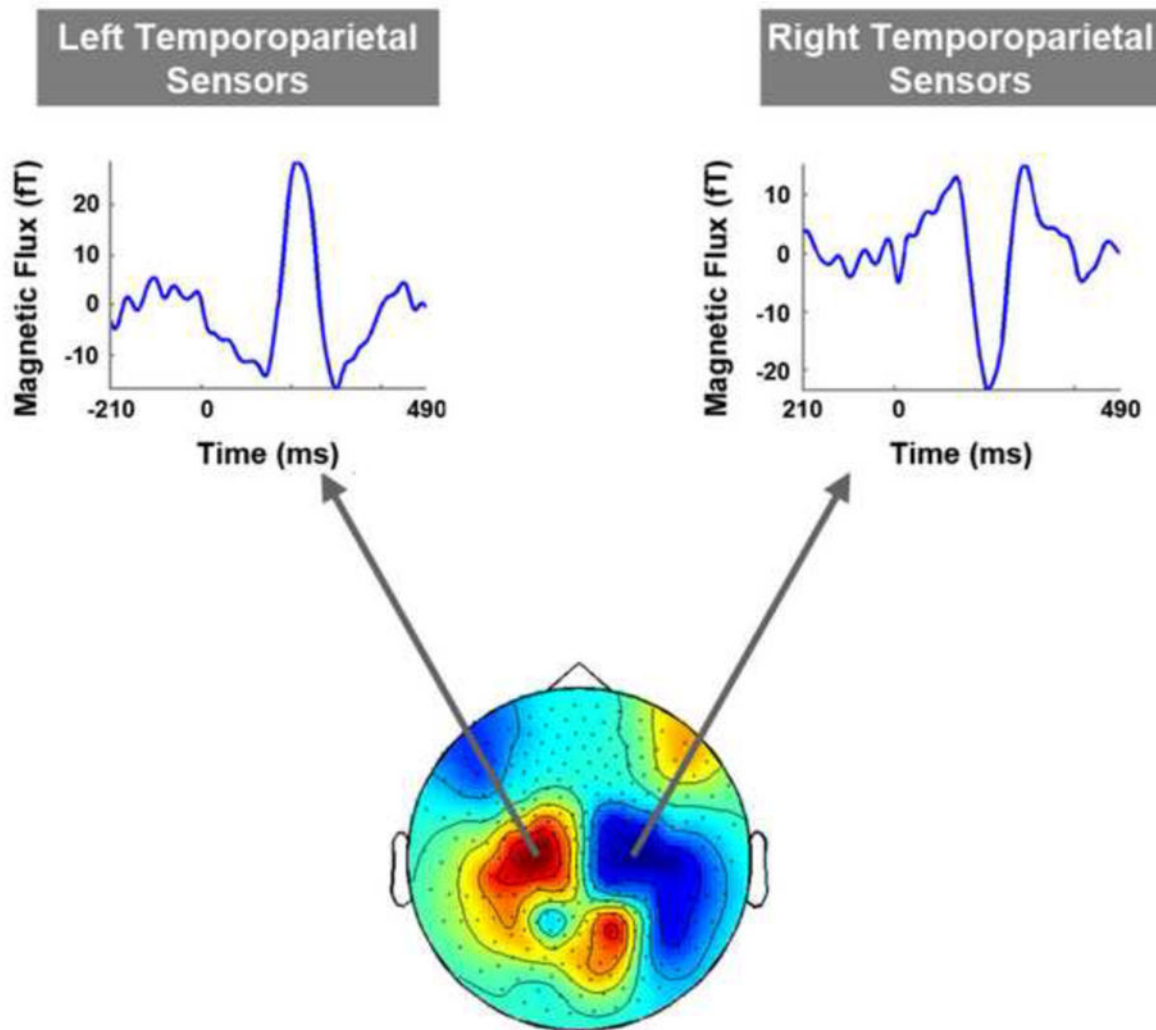 Left Temporoparietal
Sensors
Right Temporoparietal
Sensors
Magnetic Flux (fT)
20
10
0
-10
-210
0
490
Time (ms)
Magnetic Flux (fT)
10
0
-10
-20
210
0
490
Time (ms)